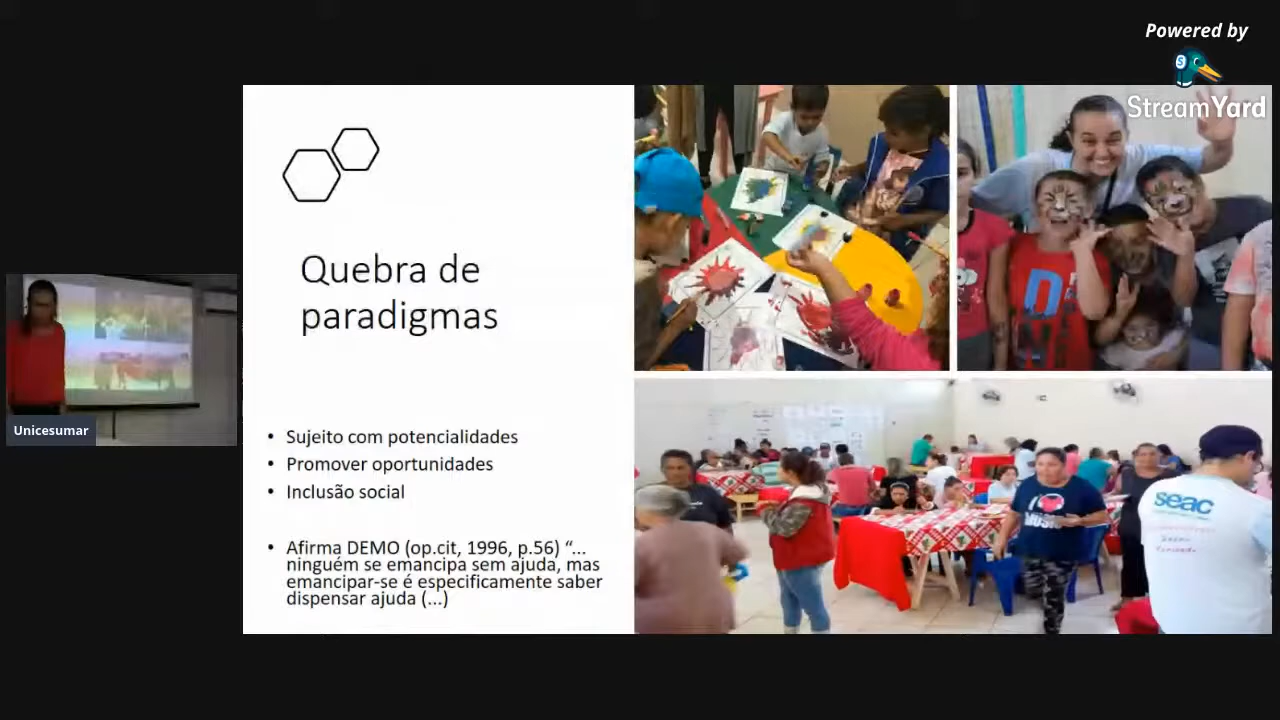 Powered by
StreamYard
Quebra de
paradigmas
• Sujeito com potencialidades
• Promover oportunidades
• Inclusão social
• Afirma DEMO (op.cit, 1996, p.56) “...
ninguém se emancipa sem ajuda, mas
emancipar-se é especificamente saber
dispensar ajuda (...)
Unicesumar
I
MUSIC
seac